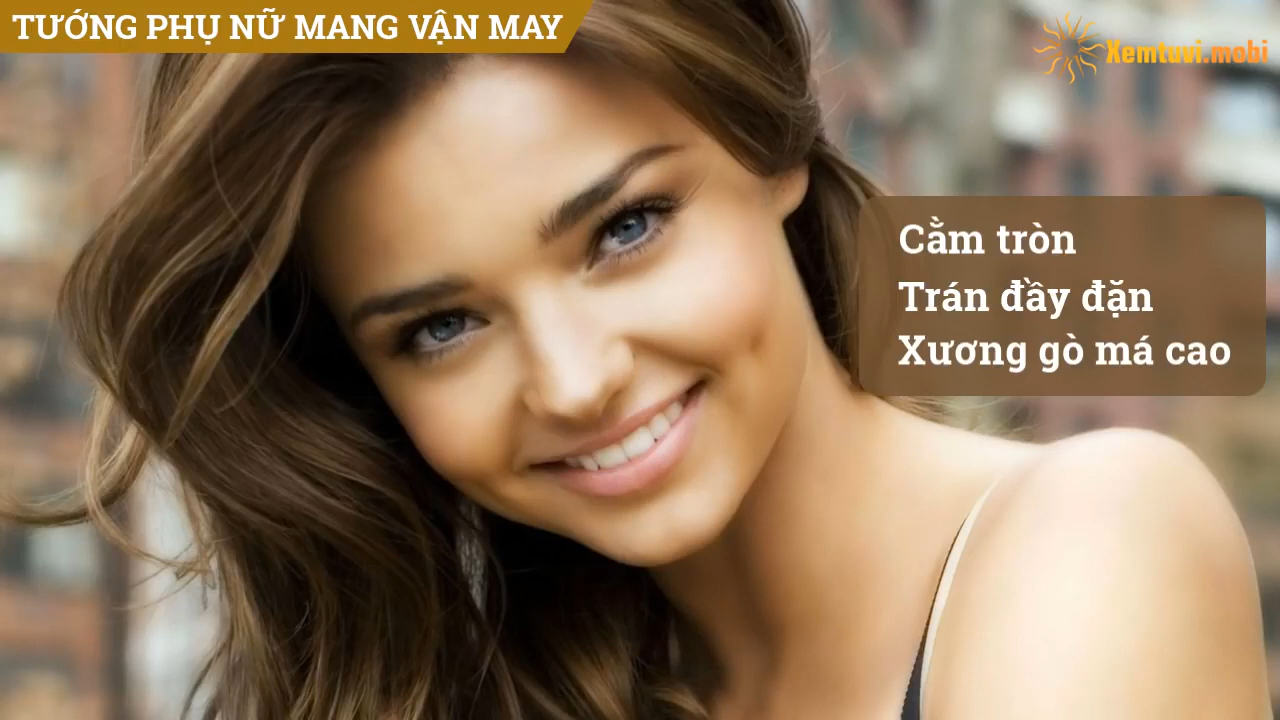 TƯỚNG PHỤ NỮ MANG VẬN MAY
Xemtuvi.mobi
Cằm tròn
Trán đầy đặn
Xương gò má cao